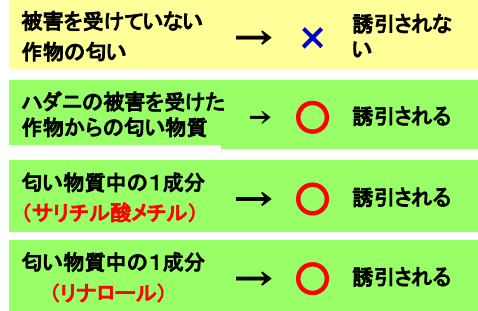 被害を受けていない
作物の匂い
→ × 誘引されな
い
ハダニの被害を受けた
作物からの匂い物質
→ ○ 誘引される
匂い物質中の１成分
（サリチル酸メチル）
→ ○ 誘引される
匂い物質中の１成分
（リナロール）
→ ○ 誘引される